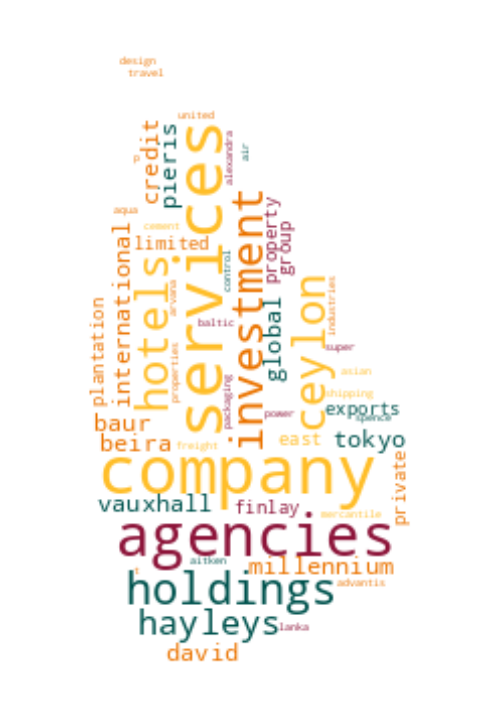 design
travel
united
credit
pieris
services
alexandra
air
p
aqua
cement
limited
international
hotels
investment
property
group
control
arvana
plantation
baltic
global
ceylon
industries
super
properties
packaging
asian
shipping
power
exports
spence
baur
beira
freight
east
tokyo
company
private
vauxhall
finlay
mercantile
agencies
aitken
t
millennium
holdings
advantis
hayleys
lanka
david